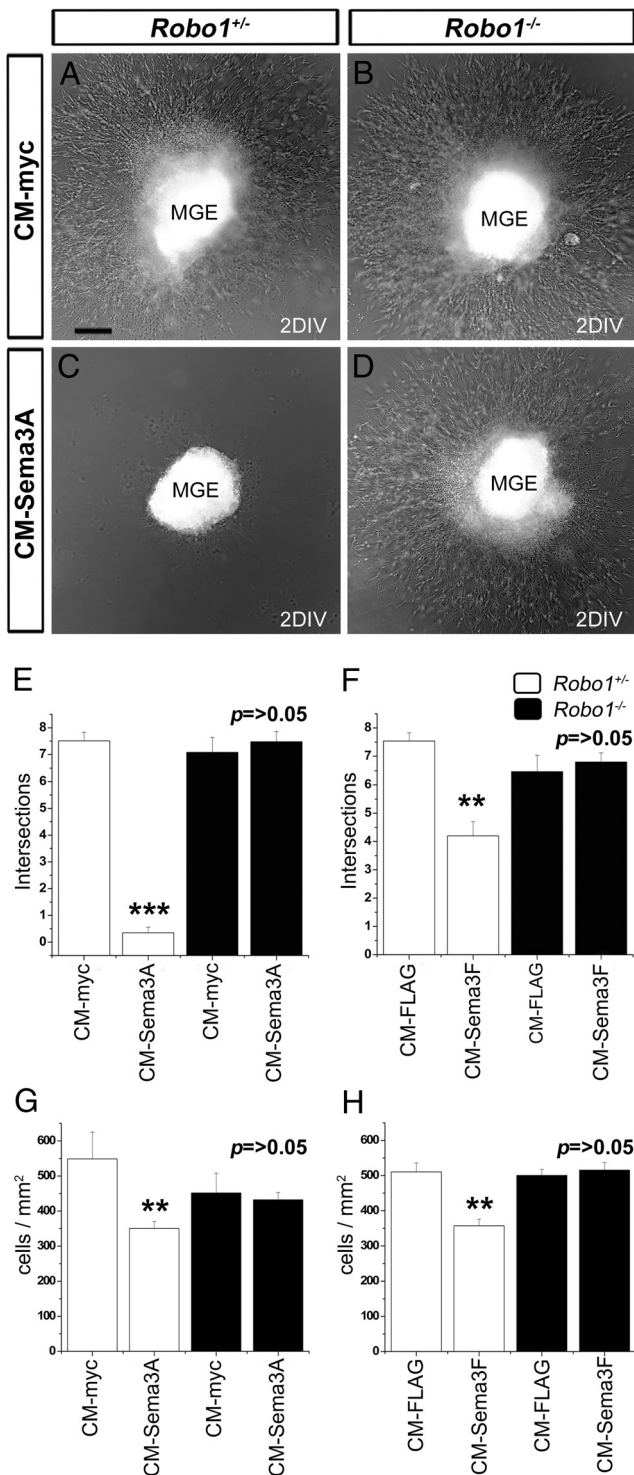 Robo1+/-
Robo1-/-
CM-myc
A
MGE
2DIV
B
MGE
2DIV
CM-Sema3A
C
MGE
2DIV
D
MGE
2DIV
E
p=>0.05
Intersections
8
7
6
5
4
3
2
1
0
***
CM-myc
CM-Sema3A
CM-myc
CM-Sema3A
F
Robo1+/-
Robo1-/-
p=>0.05
Intersections
8
7
6
5
4
3
2
1
0
**
CM-FLAG
CM-Sema3F
CM-FLAG
CM-Sema3F
G
p=>0.05
cells / mm²
600
500
400
300
200
100
0
**
CM-myc
CM-Sema3A
CM-myc
CM-Sema3A
H
p=>0.05
cells / mm²
600
500
400
300
200
100
0
**
CM-FLAG
CM-Sema3F
CM-FLAG
CM-Sema3F